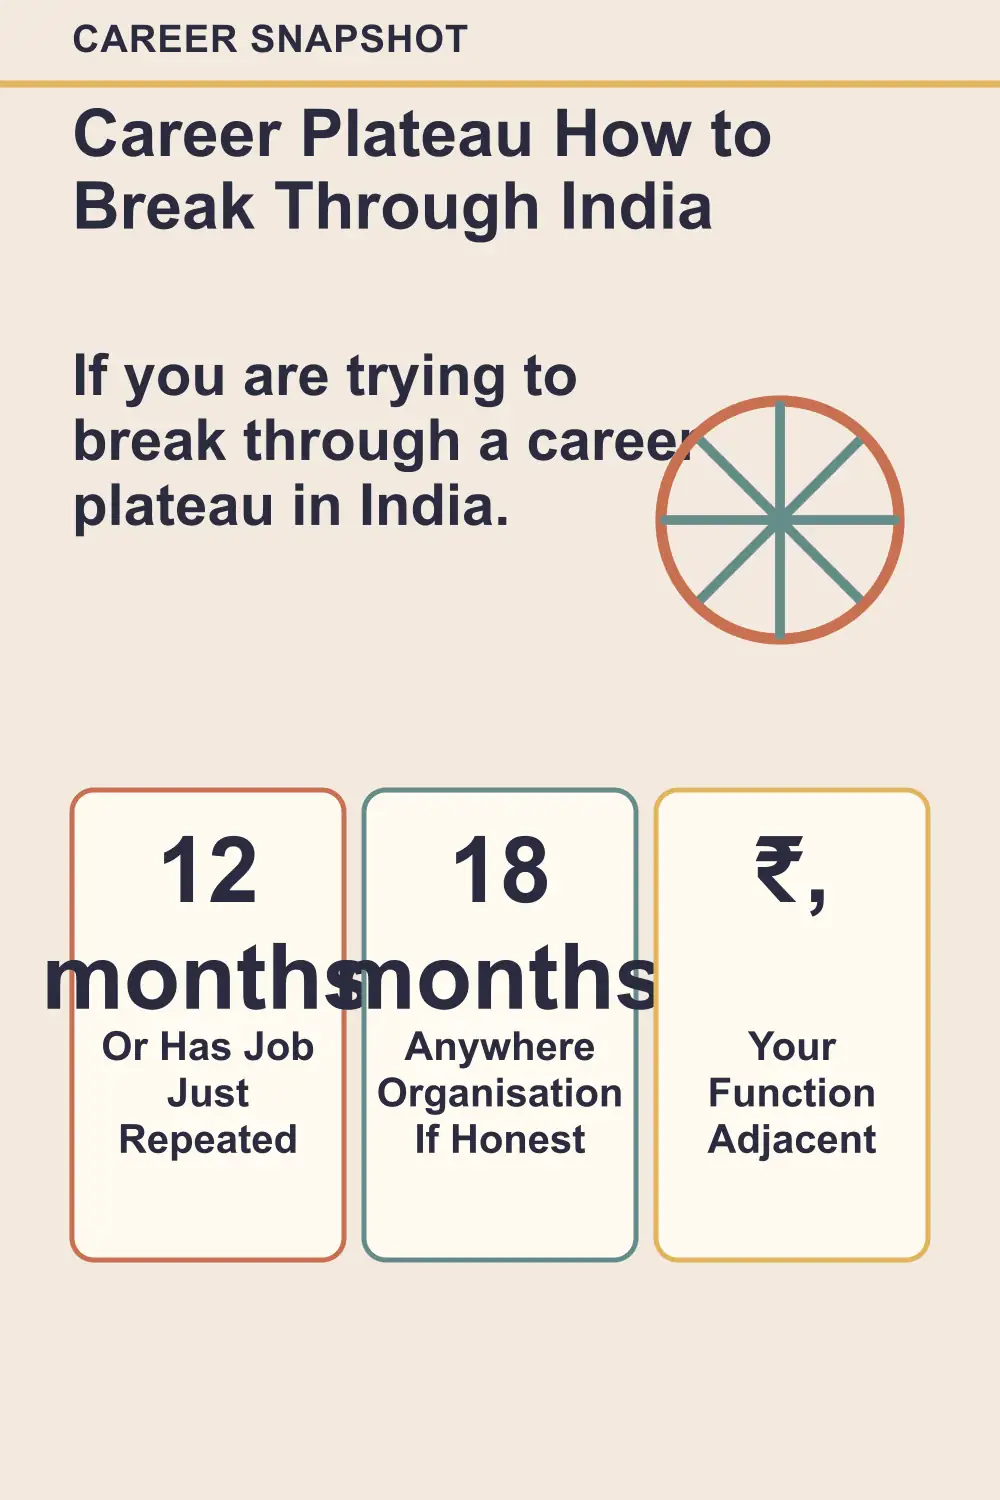 CAREER SNAPSHOT
Career Plateau How to
Break Through India
If you are trying to
break through a career
plateau in India.
12
months
Or Has Job
Just
Repeated
18
months
Anywhere
Organisation
If Honest
₹,
Your
Function
Adjacent